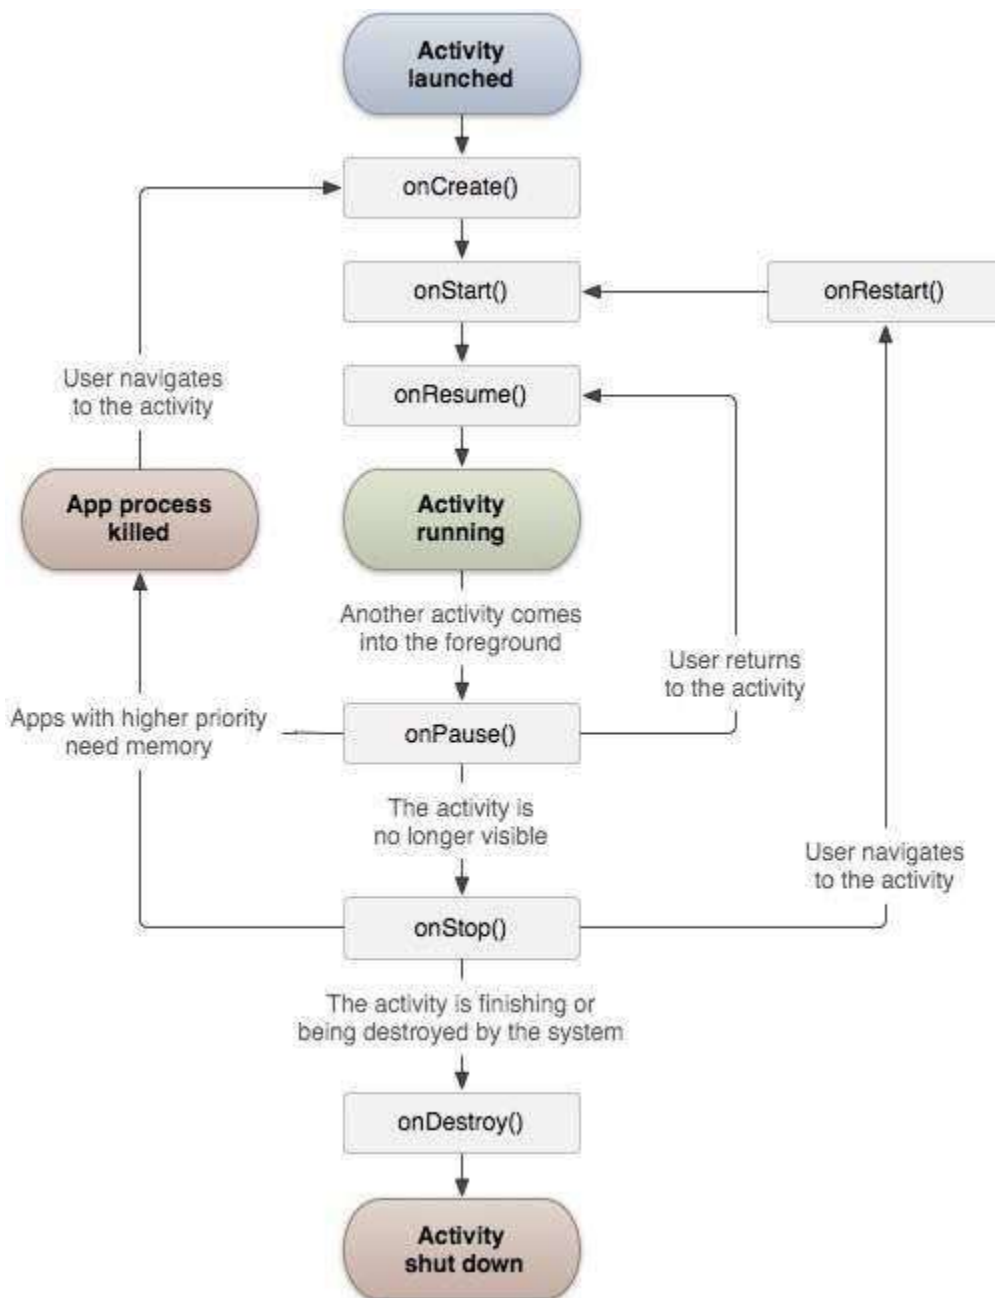 Activity
launched
onCreate()
onStart()
onRestart()
User navigates
to the activity
onResume()
App process
killed
Activity
running
Another activity comes
into the foreground
User returns
to the activity
Apps with higher priority
need memory
onPause()
The activity is
no longer visible
User navigates
to the activity
onStop()
The activity is finishing or
being destroyed by the system
onDestroy()
Activity
shut down